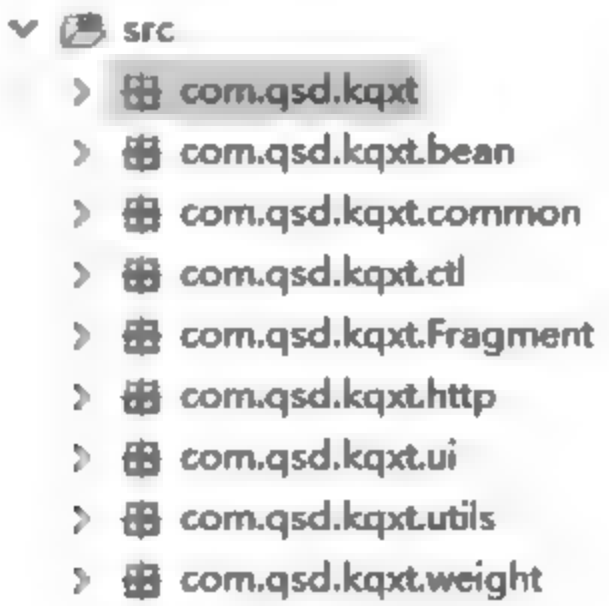 src
com.qsd.kqxt
com.qsd.kqxt.bean
com.qsd.kqxt.common
com.qsd.kqxt.ctl
com.qsd.kqxt.Fragment
com.qsd.kqxt.http
com.qsd.kqxt.ui
com.qsd.kqxt.utils
com.qsd.kqxt.weight